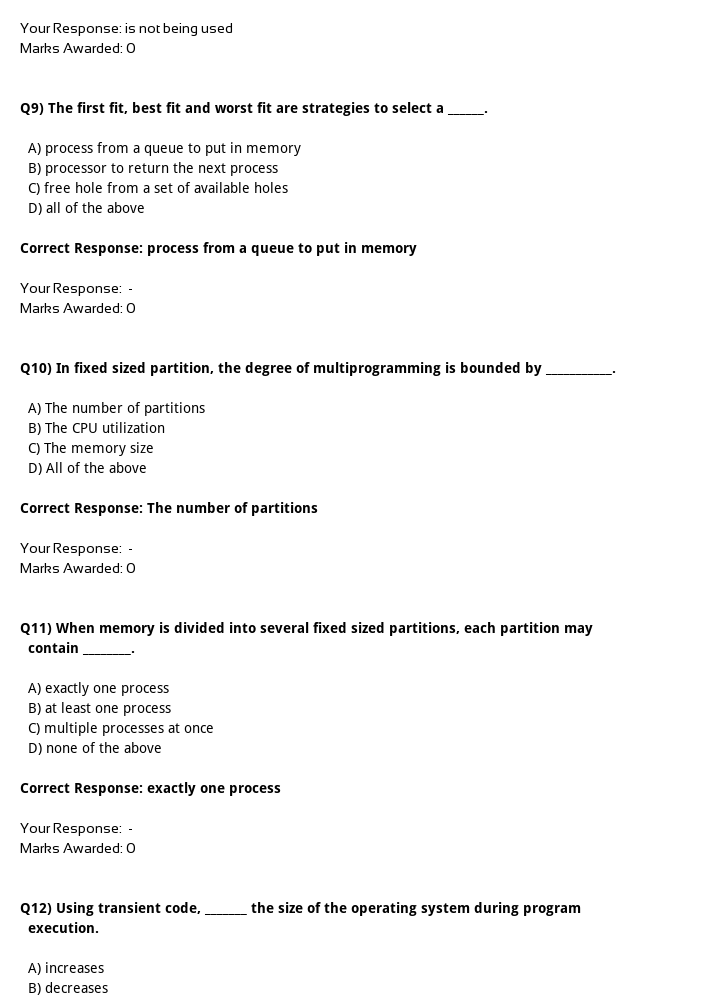 Your Response: is not being used
Marks Awarded: 0
Q9) The first fit, best fit and worst fit are strategies to select a ______.
A) process from a queue to put in memory
B) processor to return the next process
C) free hole from a set of available holes
D) all of the above
Correct Response: process from a queue to put in memory
Your Response: -
Marks Awarded: 0
Q10) In fixed sized partition, the degree of multiprogramming is bounded by ___________.
A) The number of partitions
B) The CPU utilization
C) The memory size
D) All of the above
Correct Response: The number of partitions
Your Response: -
Marks Awarded: 0
Q11) When memory is divided into several fixed sized partitions, each partition may
contain ________.
A) exactly one process
B) at least one process
C) multiple processes at once
D) none of the above
Correct Response: exactly one process
Your Response: -
Marks Awarded: 0
Q12) Using transient code, _______ the size of the operating system during program
execution.
A) increases
B) decreases